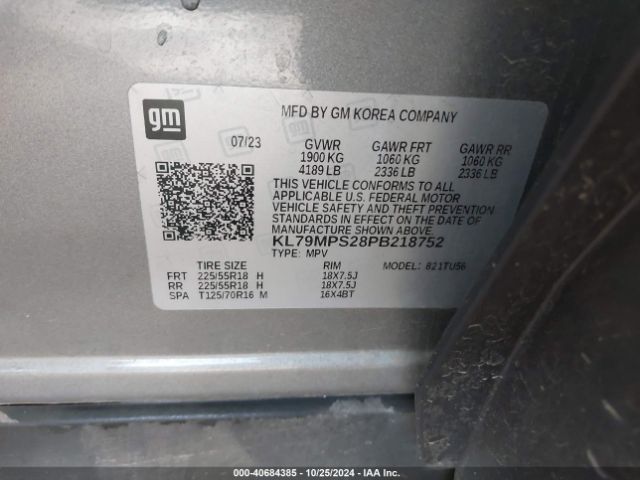 gm
MFD BY GM KOREA COMPANY
07/23 GVWR GAWR FRT GAWR RR
1900 KG 1060 KG 1060 KG
4189 LB 2336 LB 2336 LB
THIS VEHICLE CONFORMS TO ALL
APPLICABLE U.S. FEDERAL MOTOR
VEHICLE SAFETY AND THEFT PREVENTION
STANDARDS IN EFFECT ON THE DATE OF
MANUFACTURE SHOWN ABOVE.
KL79MPS28PB218752
TYPE: MPV MODEL: 821TU56
TIRE SIZE RIM
FRT 225/55R18 H 18X7.5J
RR 225/55R18 H 18X7.5J
SPA T125/70R16 M 16X4BT
000-40684385 - 10/25/2024 - IAA Inc.